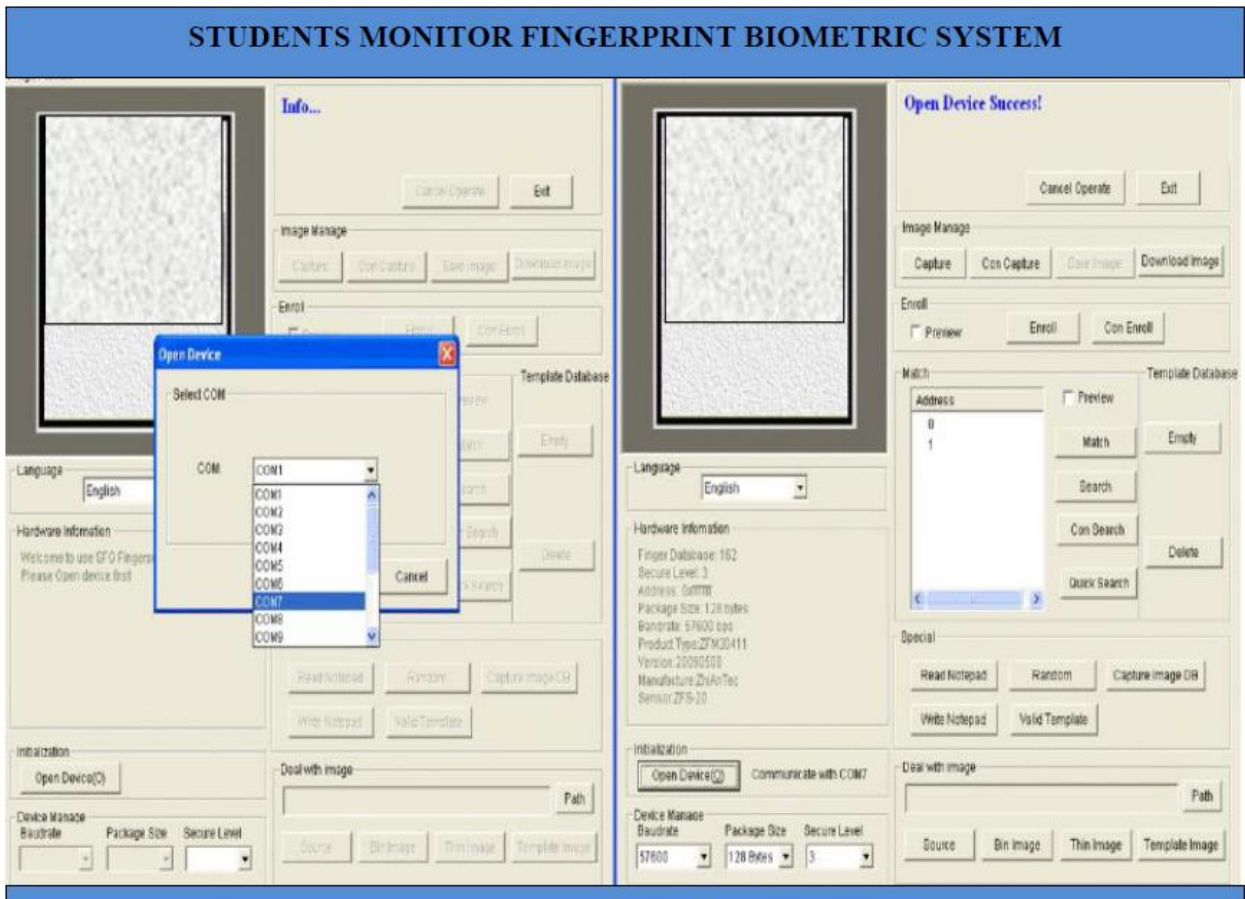 STUDENTS MONITOR FINGERPRINT BIOMETRIC SYSTEM
Info...
Cancel Operate Exit
Image Manage
Capture Con Capture Save Image Download Image
Enroll
Enroll Con Enroll
Open Device
Select COM
COM COM1
COM1
COM2
COM3
COM4
COM5
COM6
COM7
COM8
COM9
Cancel
Template Database
Empty
Delete
Language
English
Hardware Infomation
Welcome to use
Please Open device first!
Read Notepad Random Capture Image DB
Write Notepad Valid Template
Initialization
Open Device(O)
Deal with image
Path
Device Manage
Baudrate Package Size Secure Level
Source Bin Image Thin Image Template Image
Open Device Success!
Cancel Operate Exit
Image Manage
Capture Con Capture Save Image Download Image
Enroll
Preview Enroll Con Enroll
Match Template Database
Address Preview
0
1
Match Empty
Search
Con Search
Delete
Quick Search
Language
English
Hardware Infomation
Finger Database: 162
Secure Level: 3
Package Size: 128 bytes
57600 bps
Product Type:ZFM30411
Manufacture:ZhiAnTec
Sensor:ZFS-20
Special
Read Notepad Random Capture Image DB
Write Notepad Valid Template
Initialization
Open Device(O) Communicate with COM7
Deal with image
Path
Device Manage
Baudrate Package Size Secure Level
57600 128 Bytes 3
Source Bin Image Thin Image Template Image